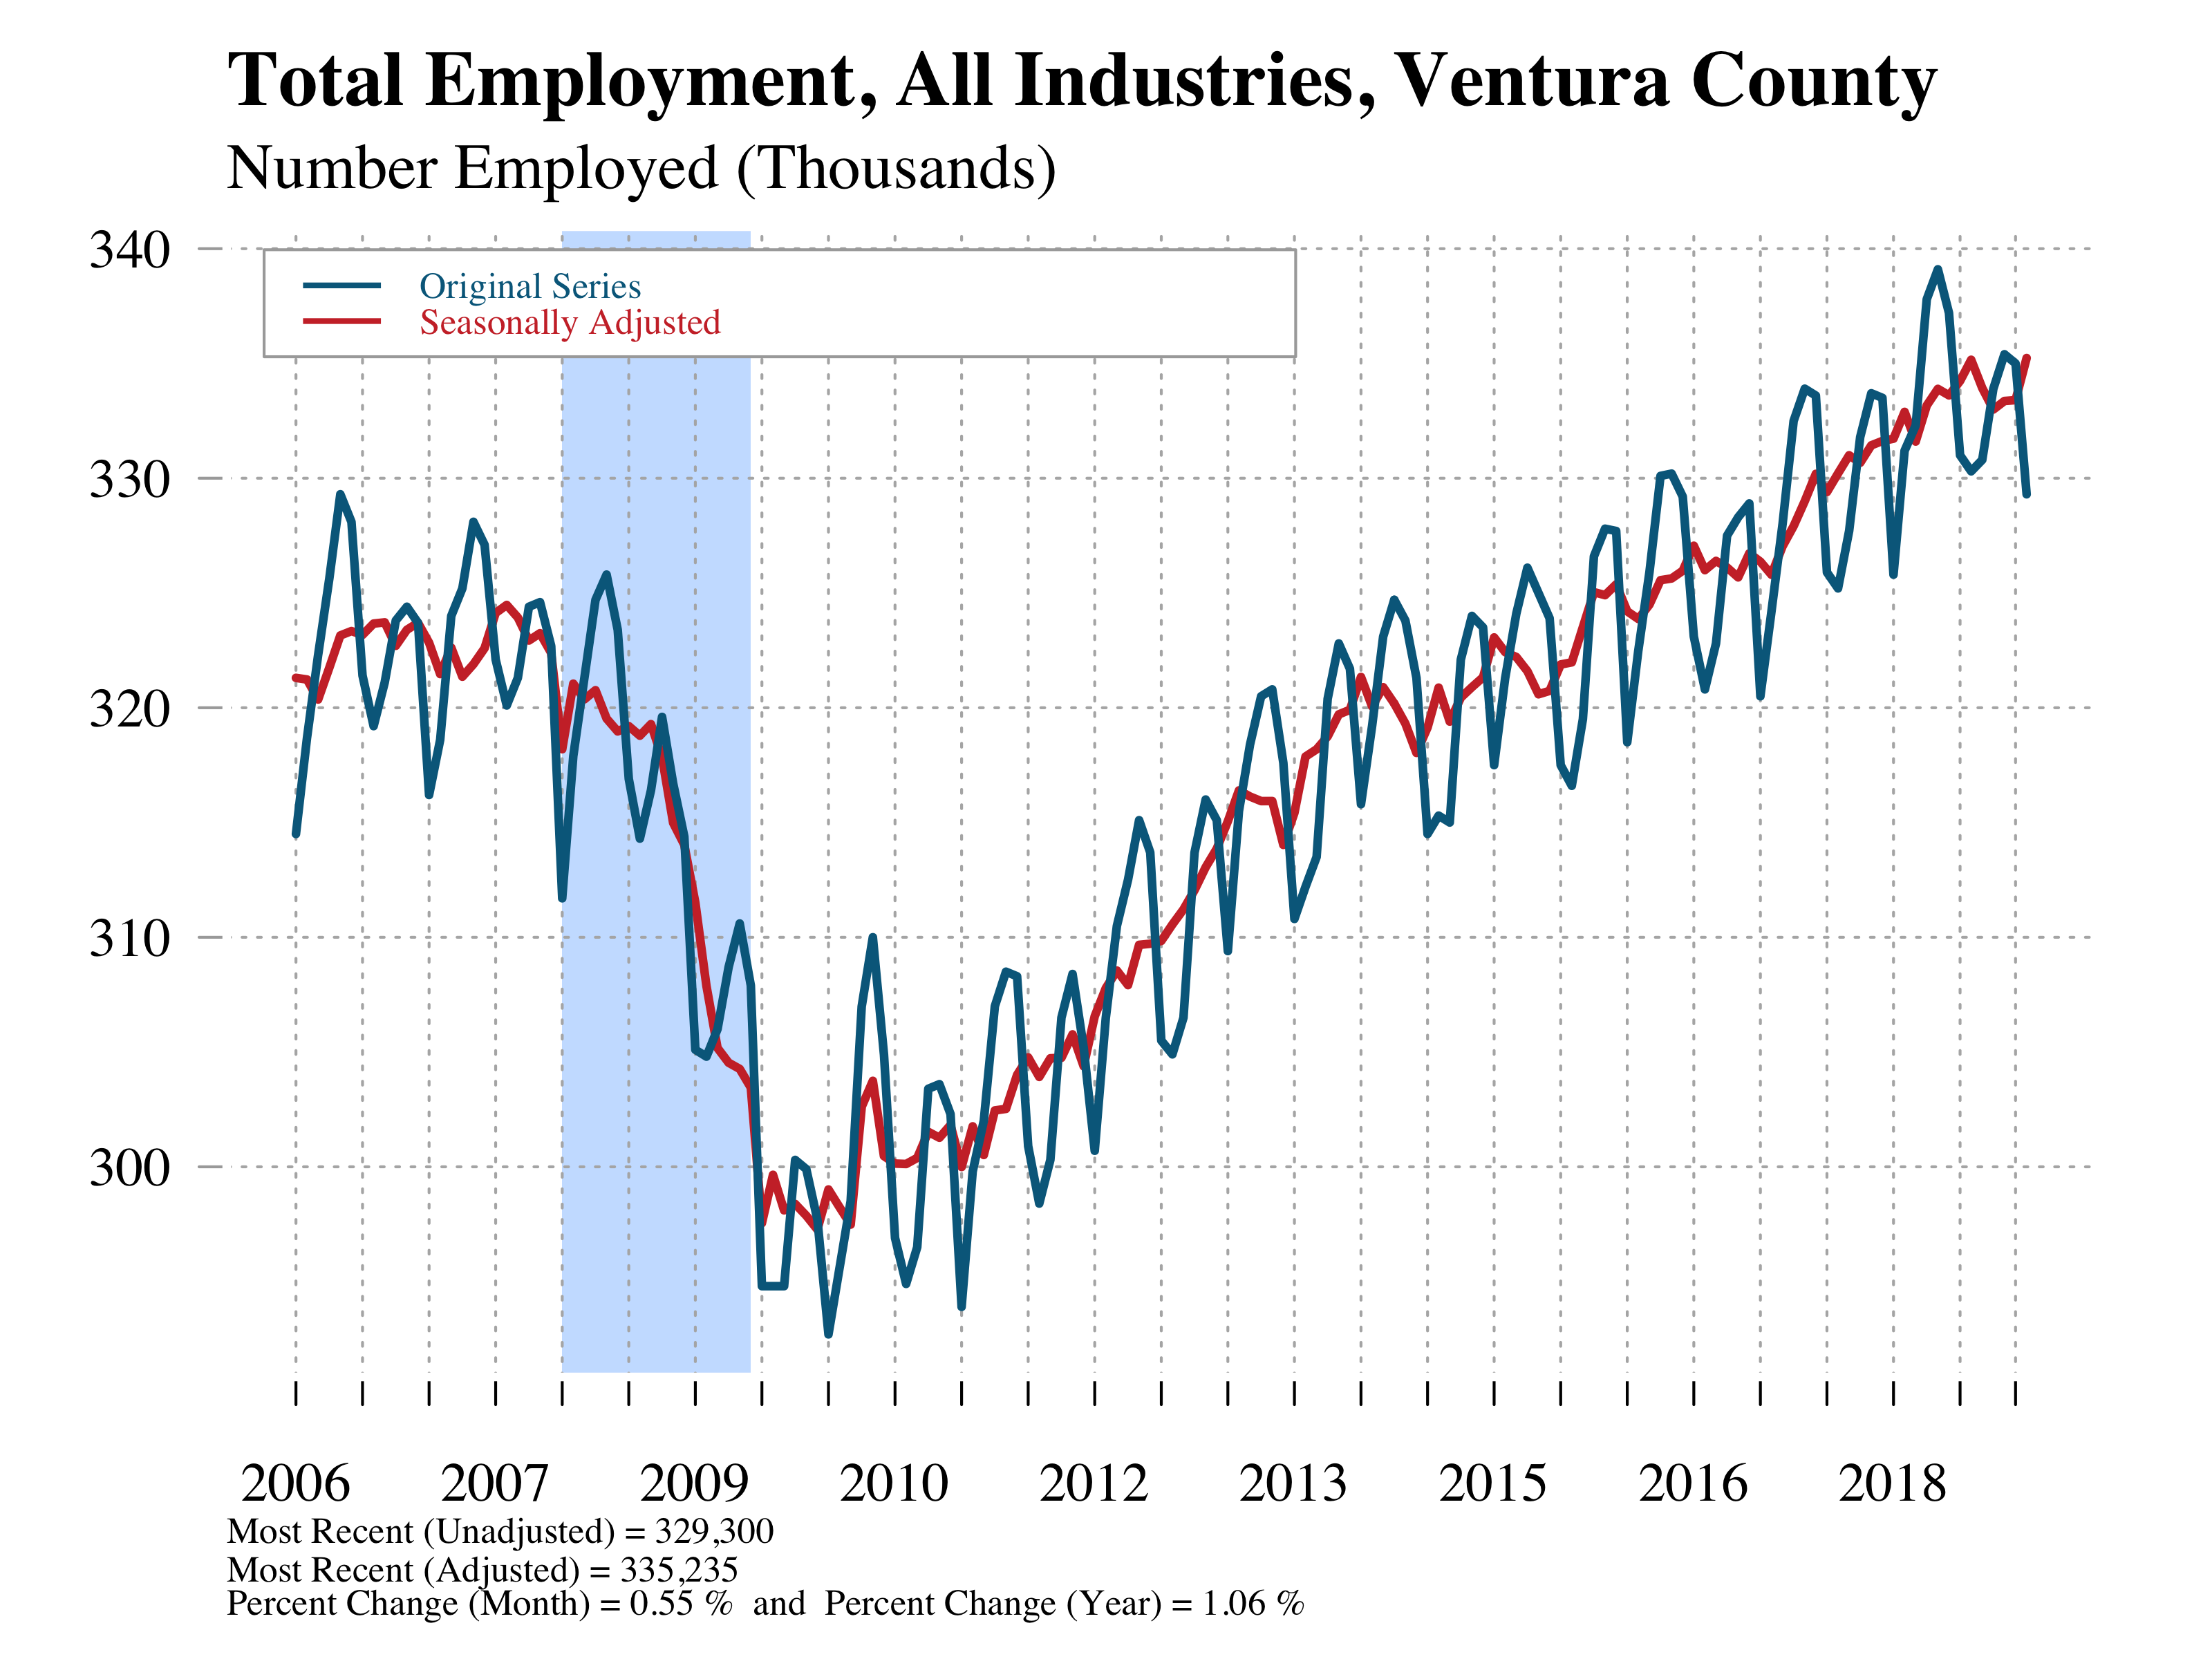 Total Employment, All Industries, Ventura County
Number Employed (Thousands)
340
Original Series
Seasonally Adjusted
330
320
310
300
2006 2007 2009 2010 2012 2013 2015 2016 2018
Most Recent (Unadjusted) = 329,300
Most Recent (Adjusted) = 335,235
Percent Change (Month) = 0.55 % and Percent Change (Year) = 1.06 %